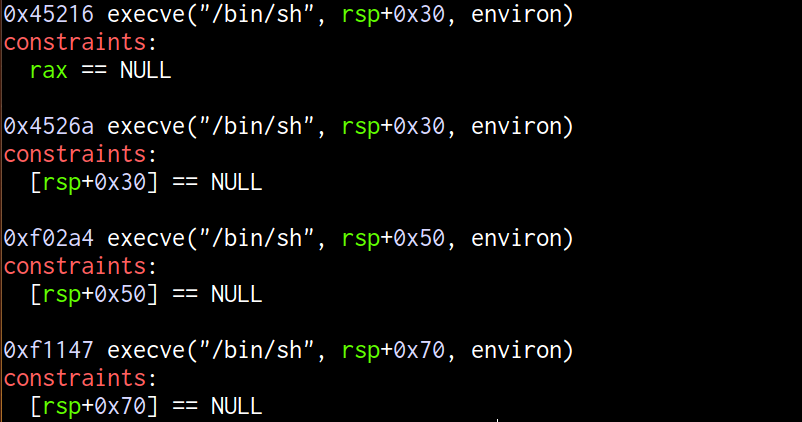 0x45216 execve("/bin/sh", rsp+0x30, environ)
constraints:
  rax == NULL

0x4526a execve("/bin/sh", rsp+0x30, environ)
constraints:
  [rsp+0x30] == NULL

0xf02a4 execve("/bin/sh", rsp+0x50, environ)
constraints:
  [rsp+0x50] == NULL

0xf1147 execve("/bin/sh", rsp+0x70, environ)
constraints:
  [rsp+0x70] == NULL